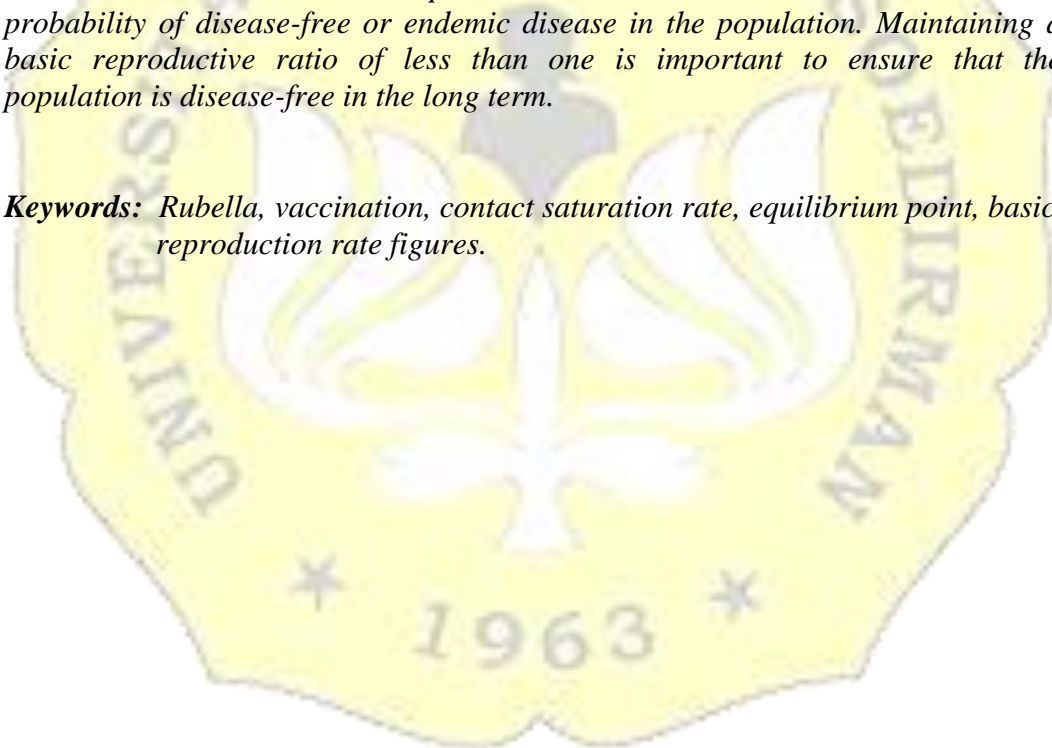 probability of disease-free or endemic disease in the population. Maintaining a
basic reproductive ratio of less than one is important to ensure that the
population is disease-free in the long term.
Keywords: Rubella, vaccination, contact saturation rate, equilibrium point, basic
reproduction rate figures.
UNIVERS
OEDIRMAN
1963